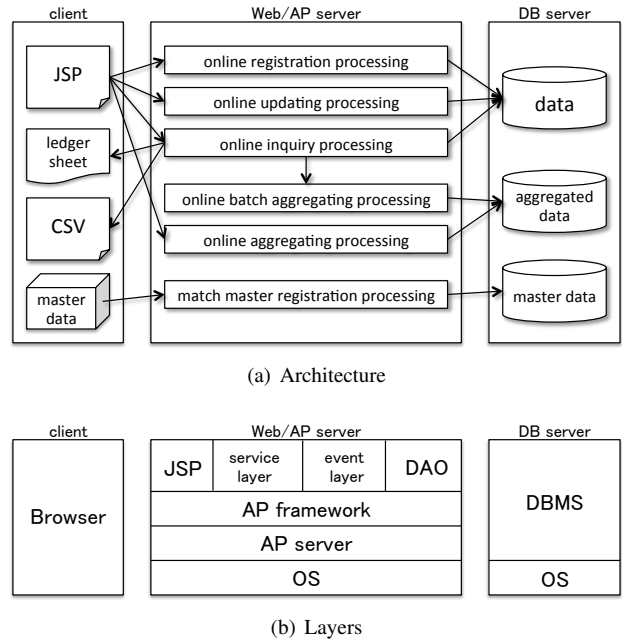 client
Web/AP server
DB server
JSP
online registration processing
online updating processing
data
ledger
sheet
online inquiry processing
online batch aggregating processing
aggregated
data
CSV
online aggregating processing
master
data
match master registration processing
master data
(a) Architecture
client
Web/AP server
DB server
Browser
JSP
service
layer
event
layer
DAO
AP framework
AP server
OS
DBMS
OS
(b) Layers